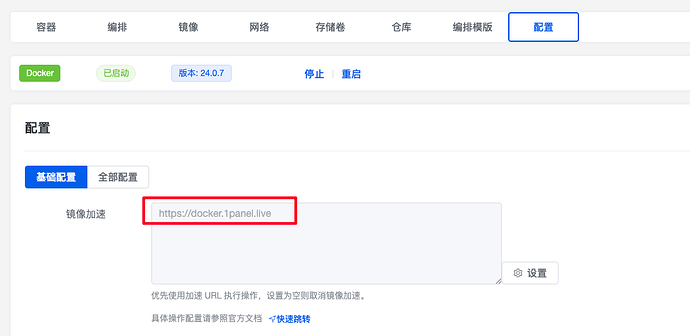 容器 编排 镜像 网络 存储卷 仓库 编排模版 配置
Docker 已启动 版本: 24.0.7 停止 重启
配置
基础配置 全部配置
镜像加速 https://docker.1panel.live
设置
优先使用加速 URL 执行操作，设置为空则取消镜像加速。
具体操作配置请参照官方文档 快速跳转